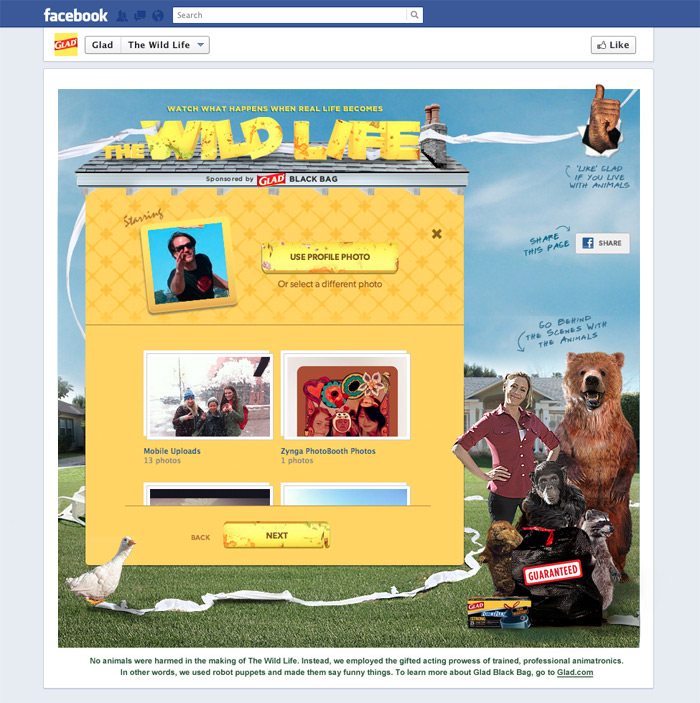 facebook
Search
GLAD
Glad
The Wild Life
Like
WATCH WHAT HAPPENS WHEN REAL LIFE BECOMES
THE WILD LIFE
Sponsored by GLAD BLACK BAG
'LIKE' GLAD
IF YOU LIVE
WITH ANIMALS
Starring
USE PROFILE PHOTO
Or select a different photo
SHARE
THIS PAGE
f SHARE
GO BEHIND
THE SCENES WITH
THE ANIMALS
Mobile Uploads
13 photos
Zynga PhotoBooth Photos
1 photos
BACK
NEXT
GUARANTEED
GLAD
STRONG
No animals were harmed in the making of The Wild Life. Instead, we employed the gifted acting prowess of trained, professional animatronics.
In other words, we used robot puppets and made them say funny things. To learn more about Glad Black Bag, go to Glad.com